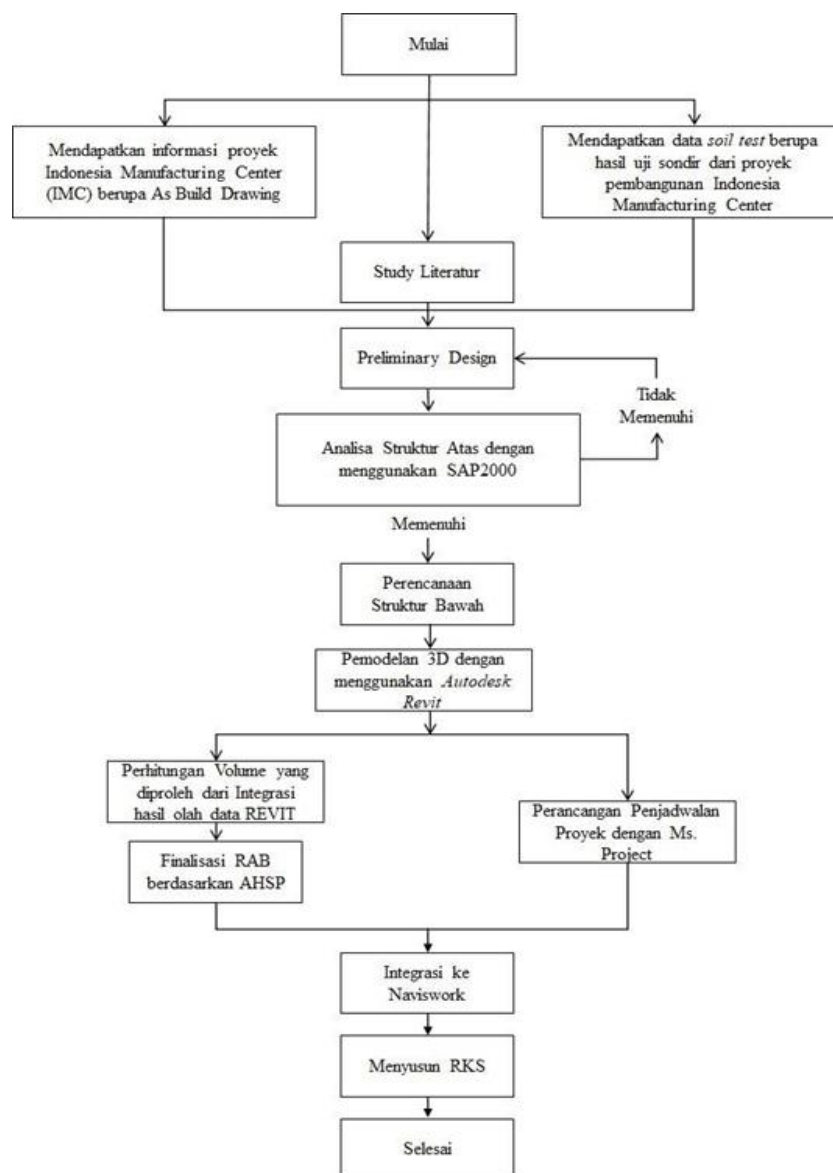 Mulai
Mendapatkan informasi proyek
Indonesia Manufacturing Center
(IMC) berupa As Build Drawing
Mendapatkan data soil test berupa
hasil uji sondir dari proyek
pembangunan Indonesia
Manufacturing Center
Study Literatur
Preliminary Design
Tidak
Memenuhi
Analisa Struktur Atas dengan
menggunakan SAP2000
Memenuhi
Perencanaan
Struktur Bawah
Pemodelan 3D dengan
menggunakan Autodesk
Revit
Perhitungan Volume yang
diproleh dari Integrasi
hasil olah data REVIT
Finalisasi RAB
berdasarkan AHSP
Perancangan Penjadwalan
Proyek dengan Ms.
Project
Integrasi ke
Naviswork
Menyusun RKS
Selesai